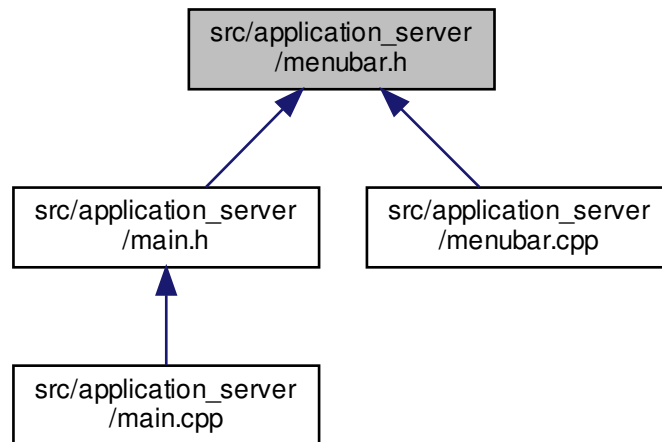 src/application_server
/menubar.h
src/application_server
/main.h
src/application_server
/menubar.cpp
src/application_server
/main.cpp